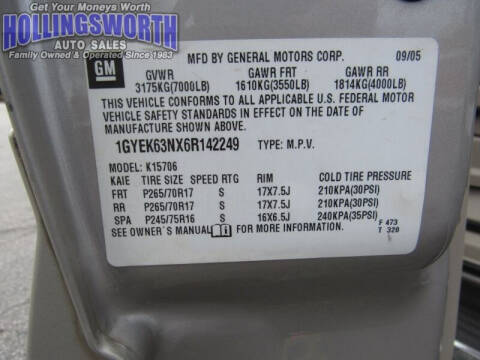 Get Your Moneys Worth
HOLLINGSWORTH
AUTO SALES
Family Owned & Operated Since 1983
GM
MFD BY GENERAL MOTORS CORP. 09/05
GVWR GAWR FRT GAWR RR
3175KG(7000LB) 1610KG(3550LB) 1814KG(4000LB)
THIS VEHICLE CONFORMS TO ALL APPLICABLE U.S. FEDERAL MOTOR
VEHICLE SAFETY STANDARDS IN EFFECT ON THE DATE OF
MANUFACTURE SHOWN ABOVE.
1GYEK63NX6R142249 TYPE: M.P.V.
MODEL: K15706
KAIE TIRE SIZE SPEED RTG RIM COLD TIRE PRESSURE
FRT P265/70R17 S 17X7.5J 210KPA(30PSI)
RR P265/70R17 S 17X7.5J 210KPA(30PSI)
SPA P245/75R16 S 16X6.5J 240KPA(35PSI)
SEE OWNER'S MANUAL FOR MORE INFORMATION. F 473
T 328